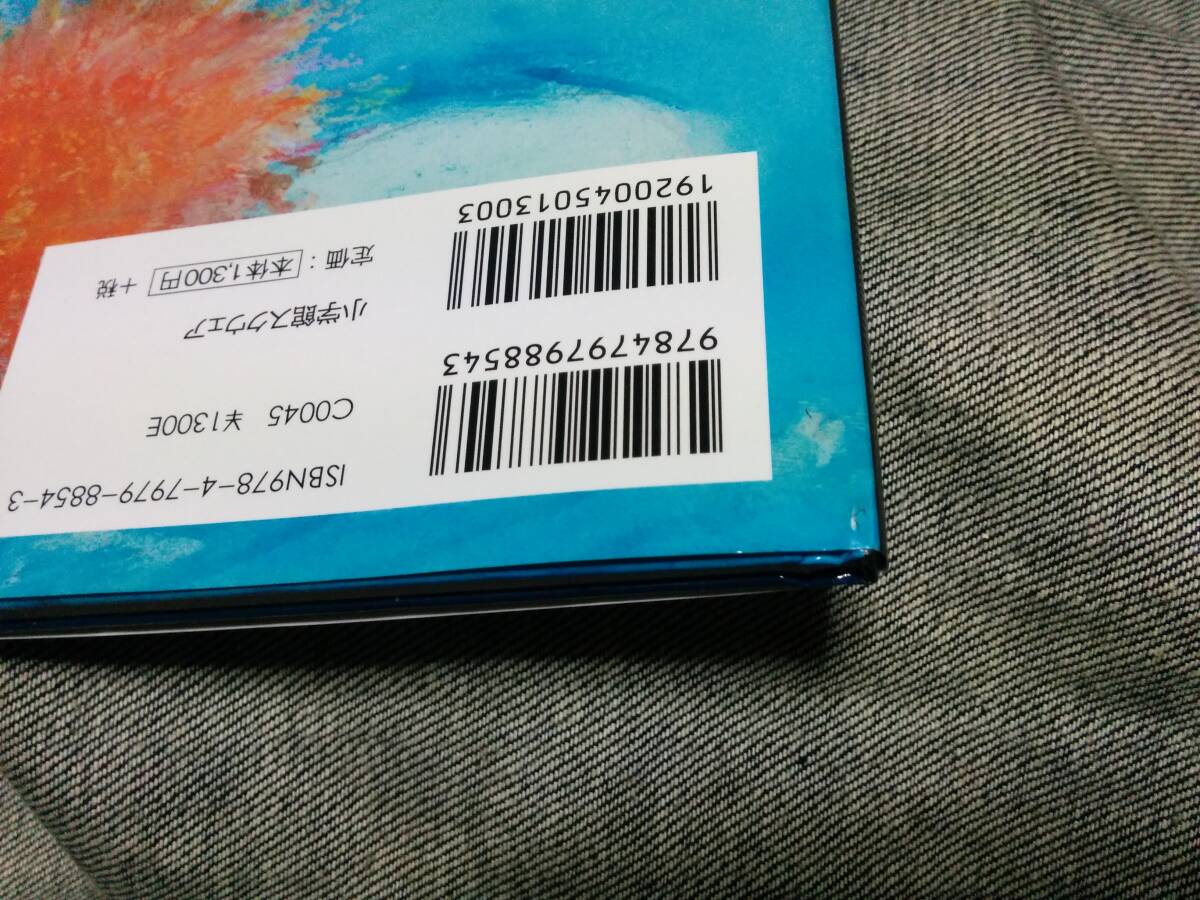 9784797988543
1920045013003
ISBN978-4-7979-8854-3
C0045 ¥1300E
小学館スクウェア
定価：本体1,300円 +税